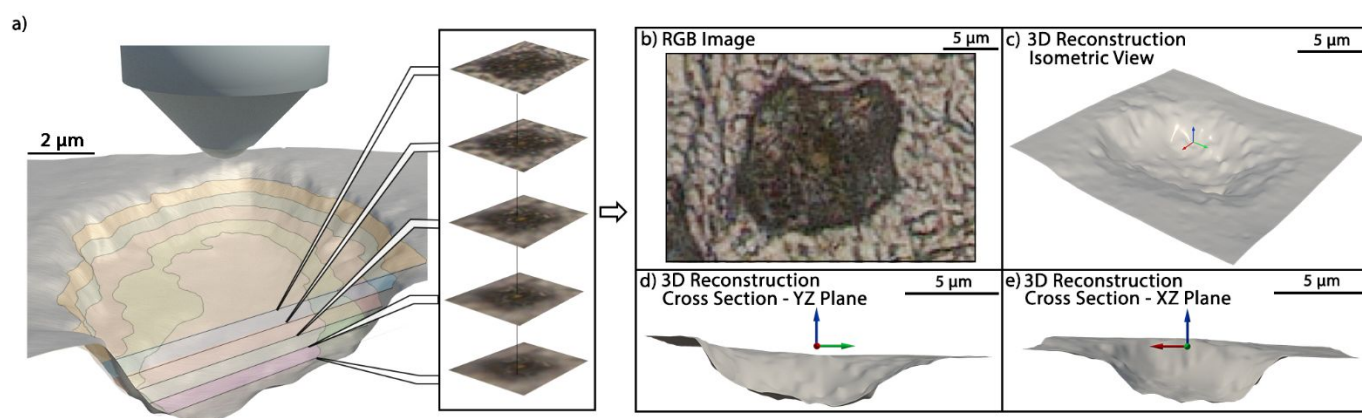 a)
2 µm
b) RGB Image
5 µm
c) 3D Reconstruction
Isometric View
5 µm
d) 3D Reconstruction
Cross Section - YZ Plane
5 µm
e) 3D Reconstruction
Cross Section - XZ Plane
5 µm